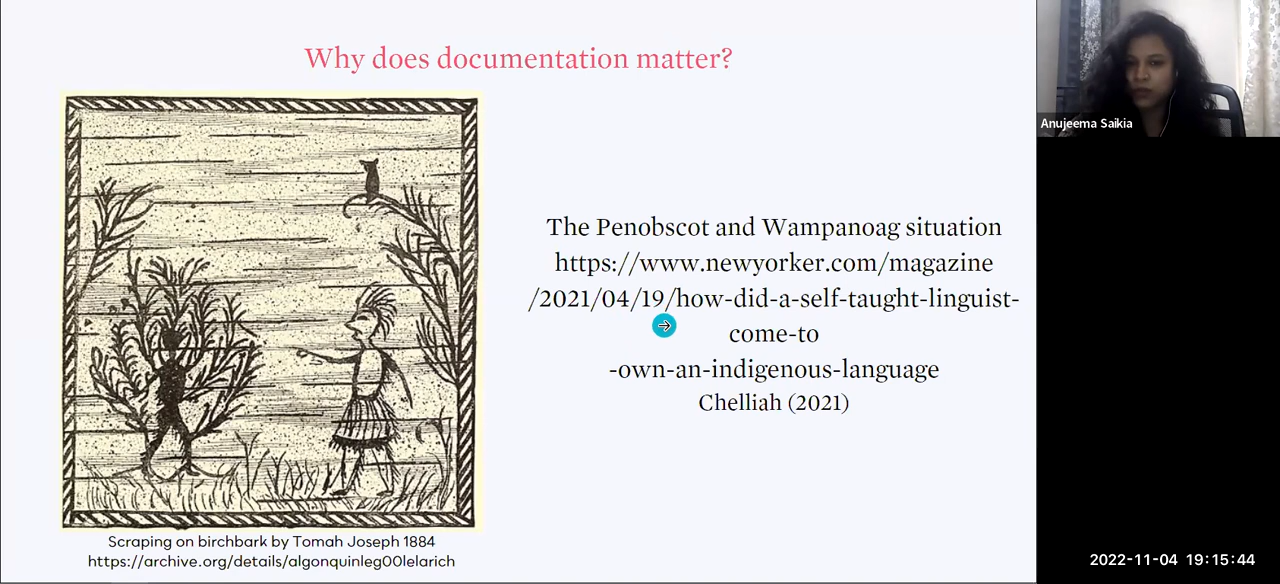 Why does documentation matter?
The Penobscot and Wampanoag situation
https://www.newyorker.com/magazine
/2021/04/19/how-did-a-self-taught-linguist-
come-to
-own-an-indigenous-language
Chelliah (2021)
Scraping on birchbark by Tomah Joseph 1884
https://archive.org/details/algonquinleg00lelarich
Anujeema Saikia
2022-11-04 19:15:44